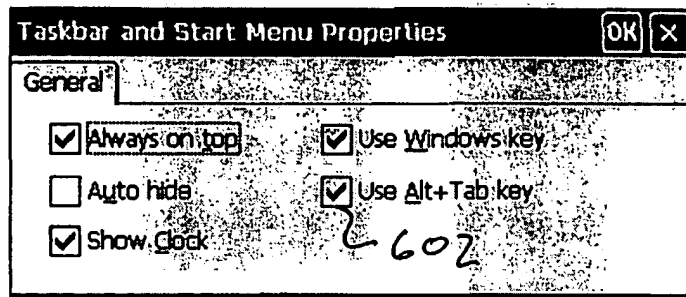 Taskbar and Start Menu Properties OK ×
General
Always on top Use Windows key
Auto hide Use Alt+Tab key
Show Clock
602